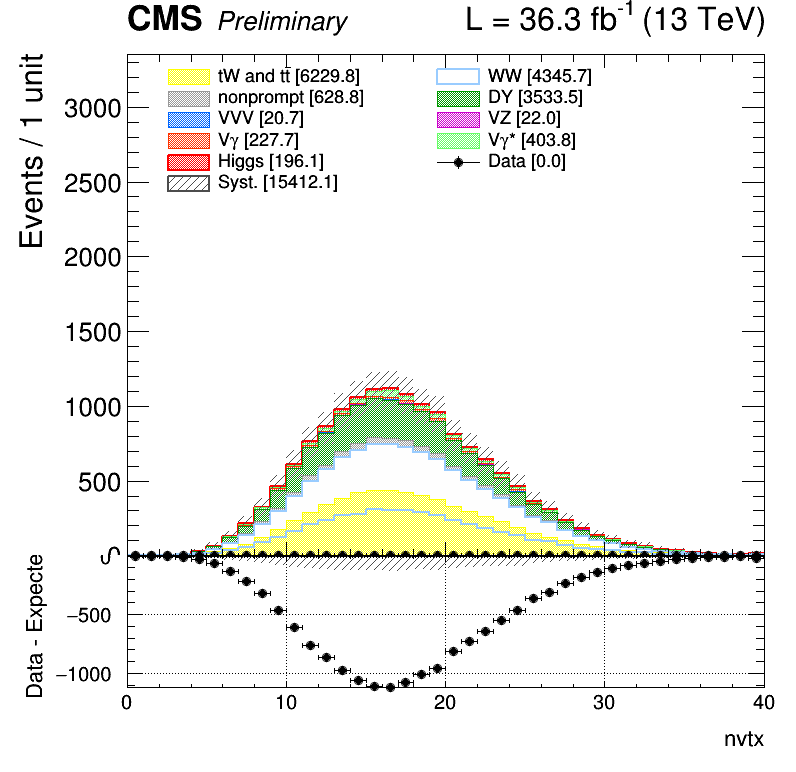 CMS Preliminary L = 36.3 fb-1 (13 TeV)
Events / 1 unit
tW and tt̄ [6229.8]
nonprompt [628.8]
VVV [20.7]
Vγ [227.7]
Higgs [196.1]
Syst. [15412.1]
WW [4345.7]
DY [3533.5]
VZ [22.0]
Vγ* [403.8]
Data [0.0]
3000
2500
2000
1500
1000
500
0
Data - Expecte
−500
−1000
0 10 20 30 40
nvtx